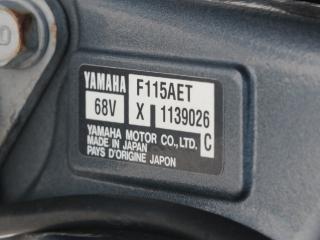 YAMAHA F115AET
68V X 1139026
YAMAHA MOTOR CO., LTD. C
MADE IN JAPAN
PAYS D'ORIGINE JAPON